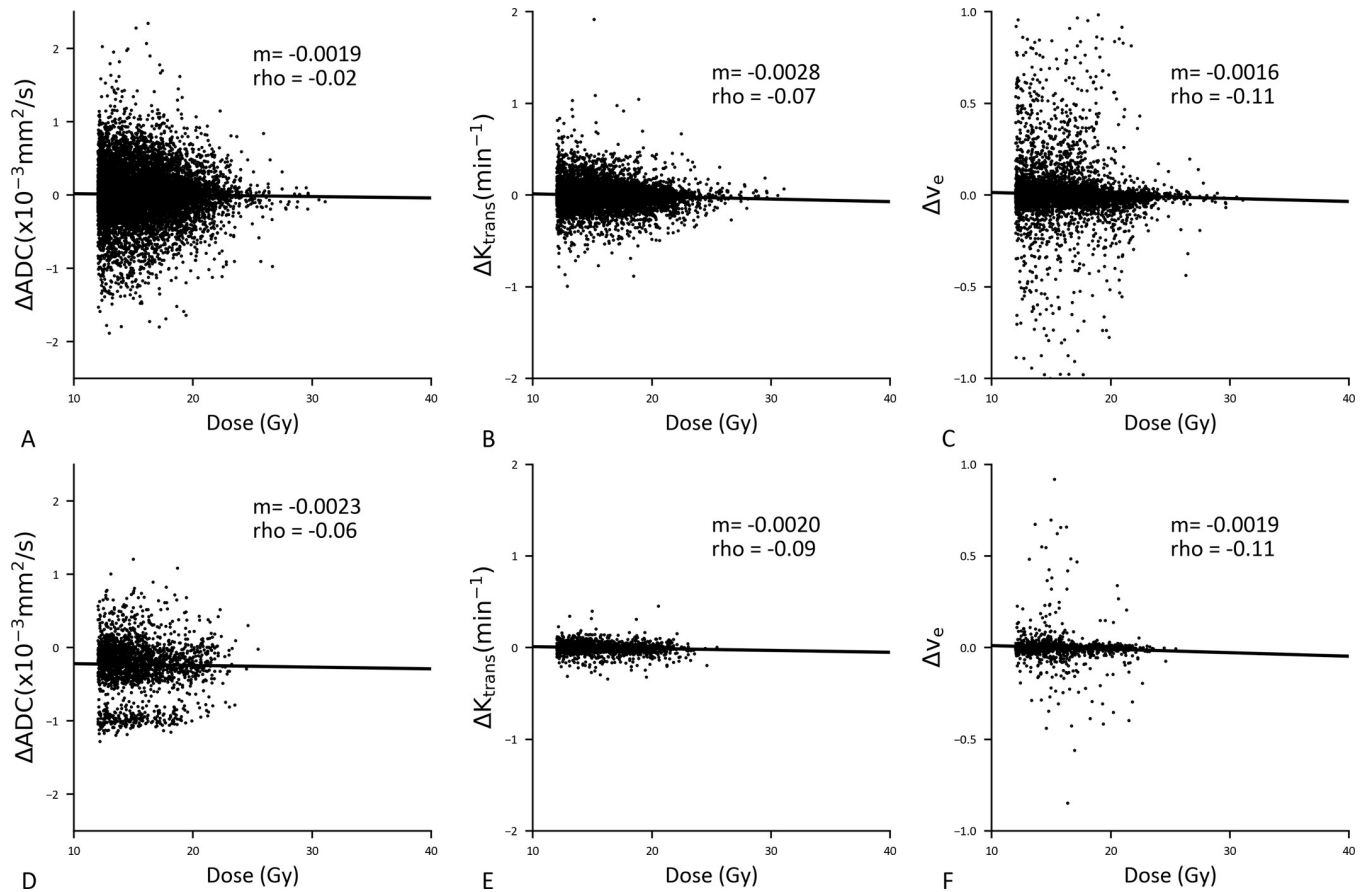 ΔADC(x10⁻³mm²/s)
2
1
0
−1
−2
m= -0.0019
rho = -0.02
10
20
30
40
Dose (Gy)
A
ΔK_trans(min⁻¹)
2
1
0
−1
−2
m= -0.0028
rho = -0.07
10
20
30
40
Dose (Gy)
B
Δv_e
1.0
0.5
0.0
−0.5
−1.0
m= -0.0016
rho = -0.11
10
20
30
40
Dose (Gy)
C
ΔADC(x10⁻³mm²/s)
2
1
0
−1
−2
m= -0.0023
rho = -0.06
10
20
30
40
Dose (Gy)
D
ΔK_trans(min⁻¹)
2
1
0
−1
−2
m= -0.0020
rho = -0.09
10
20
30
40
Dose (Gy)
E
Δv_e
1.0
0.5
0.0
−0.5
−1.0
m= -0.0019
rho = -0.11
10
20
30
40
Dose (Gy)
F